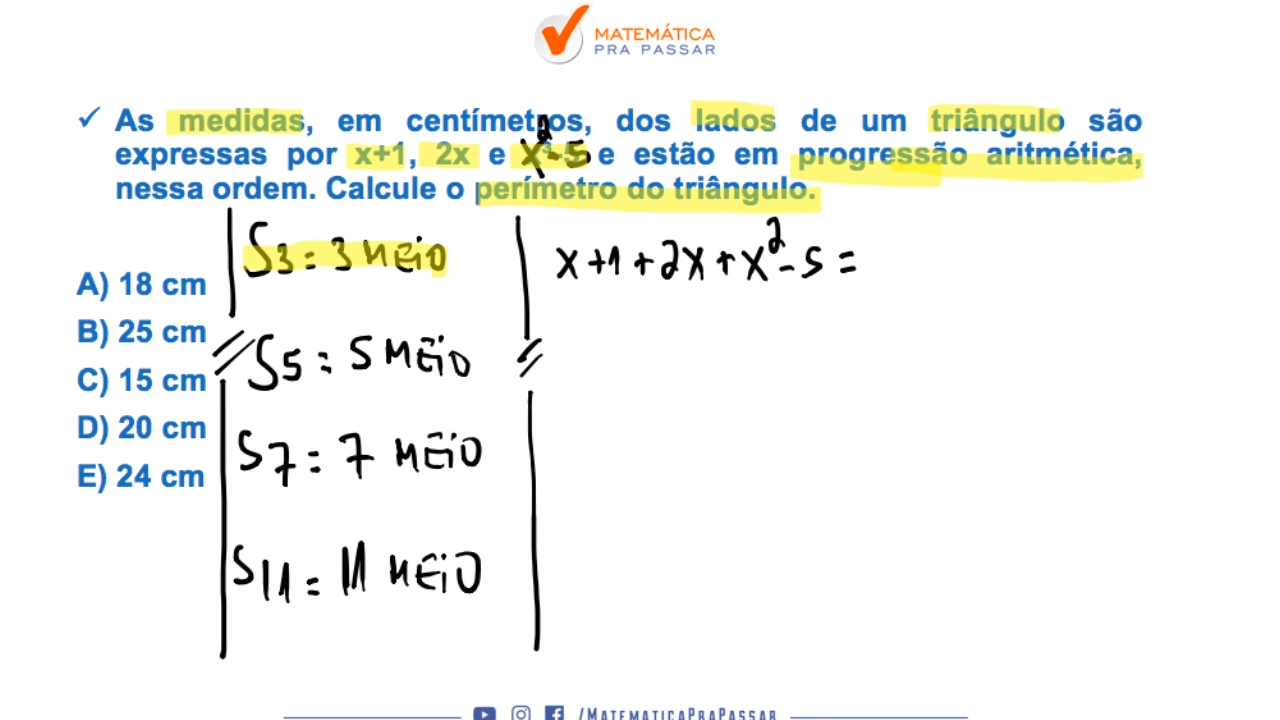 MATEMÁTICA
PRA PASSAR
✓ As medidas, em centímetros, dos lados de um triângulo são
expressas por x+1, 2x e x²-5 e estão em progressão aritmética,
nessa ordem. Calcule o perímetro do triângulo.
A) 18 cm
B) 25 cm
C) 15 cm
D) 20 cm
E) 24 cm
S3 = 3 MEIO
S5 = 5 MEIO
S7 = 7 MEIO
S11 = 11 MEIO
x+1+2x+x²-5=
/MATEMATICAPRAPASSAR